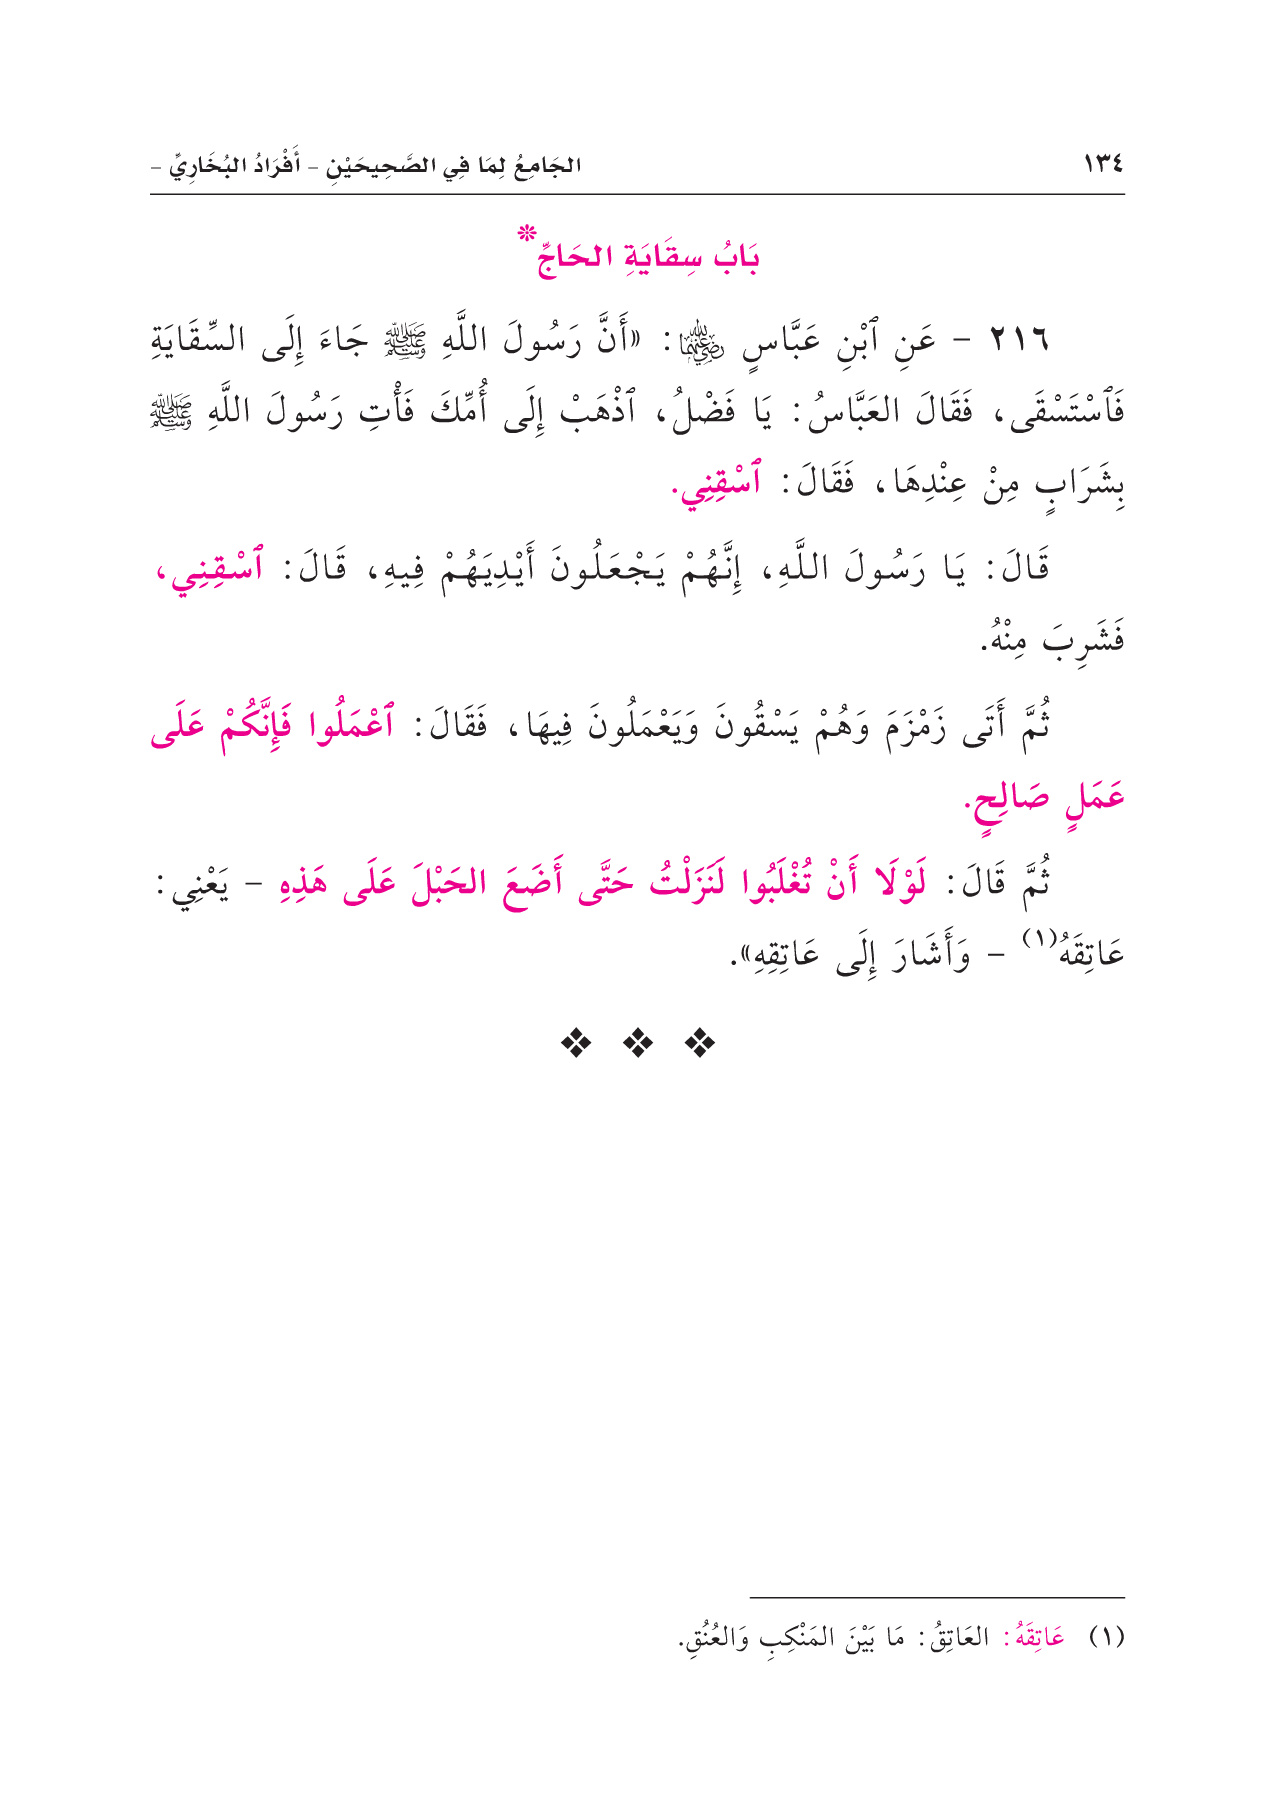 ١٣٤ الجَامِعُ لِمَا فِي الصَّحِيحَيْنِ – أَفْرَادُ البُخَارِيِّ –
بَابُ سِقَايَةِ الحَاجِّ*
٢١٦ – عَنِ ٱبْنِ عَبَّاسٍ رضي الله عنهما: «أَنَّ رَسُولَ اللَّهِ ﷺ جَاءَ إِلَى السِّقَايَةِ
فَٱسْتَسْقَى، فَقَالَ العَبَّاسُ: يَا فَضْلُ، ٱذْهَبْ إِلَى أُمِّكَ فَأْتِ رَسُولَ اللَّهِ ﷺ
بِشَرَابٍ مِنْ عِنْدِهَا، فَقَالَ: ٱسْقِنِي.
قَالَ: يَا رَسُولَ اللَّهِ، إِنَّهُمْ يَجْعَلُونَ أَيْدِيَهُمْ فِيهِ، قَالَ: ٱسْقِنِي،
فَشَرِبَ مِنْهُ.
ثُمَّ أَتَى زَمْزَمَ وَهُمْ يَسْقُونَ وَيَعْمَلُونَ فِيهَا، فَقَالَ: ٱعْمَلُوا فَإِنَّكُمْ عَلَى
عَمَلٍ صَالِحٍ.
ثُمَّ قَالَ: لَوْلَا أَنْ تُغْلَبُوا لَنَزَلْتُ حَتَّى أَضَعَ الحَبْلَ عَلَى هَذِهِ – يَعْنِي:
عَاتِقَهُ(١) – وَأَشَارَ إِلَى عَاتِقِهِ».
(١) عَاتِقَهُ: العَاتِقُ: مَا بَيْنَ المَنْكِبِ وَالعُنُقِ.